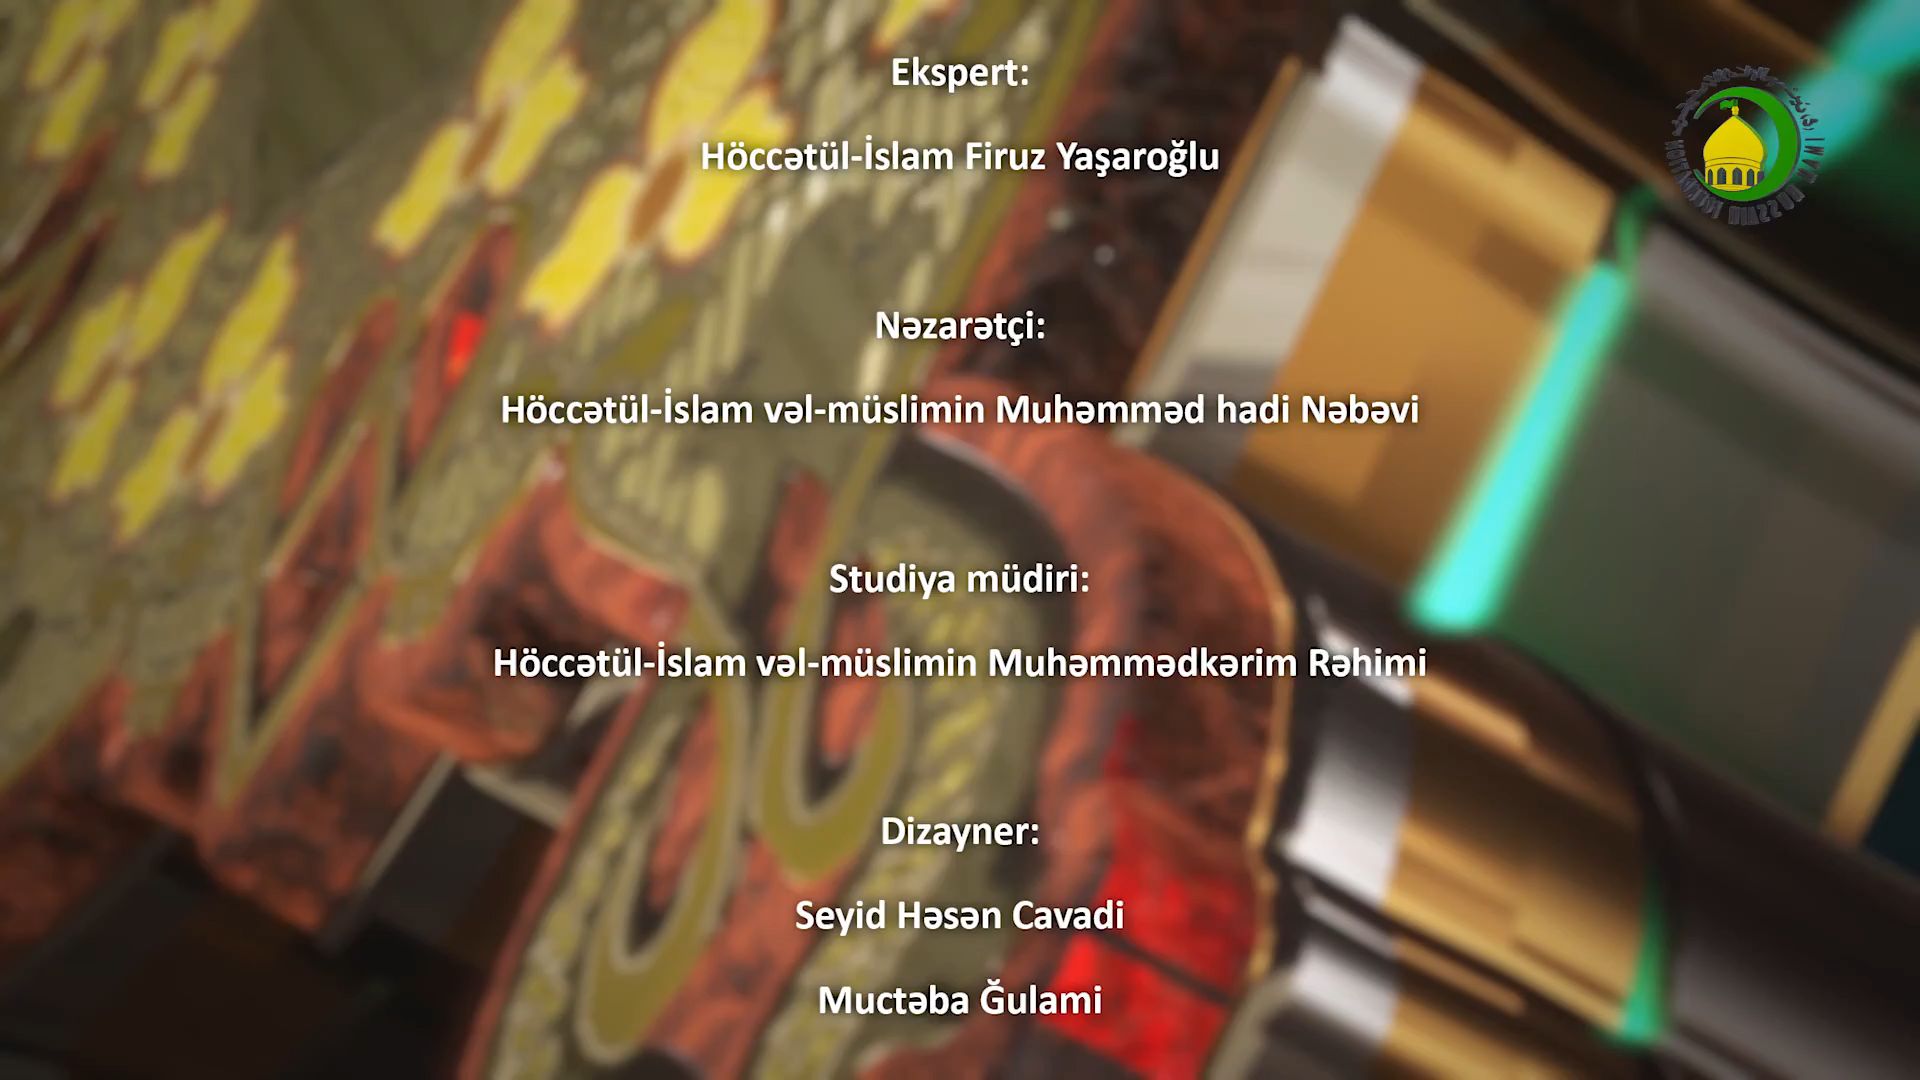 Ekspert:
Höccətül-İslam Firuz Yaşaroğlu
Nəzarətçi:
Höccətül-İslam vəl-müslimin Muhəmməd hadi Nəbəvi
Studiya müdiri:
Höccətül-İslam vəl-müslimin Muhəmmədkərim Rəhimi
Dizayner:
Seyid Həsən Cavadi
Muctəba Ğulami